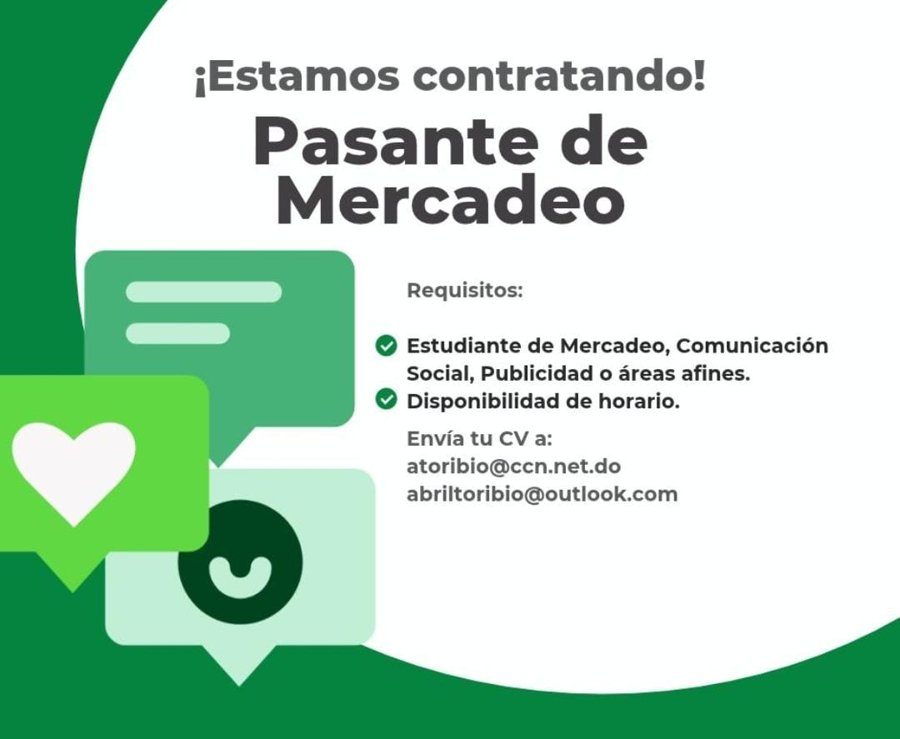 ¡Estamos contratando!
Pasante de
Mercadeo
Requisitos:
Estudiante de Mercadeo, Comunicación
Social, Publicidad o áreas afines.
Disponibilidad de horario.
Envía tu CV a:
atoribio@ccn.net.do
abriltoribio@outlook.com